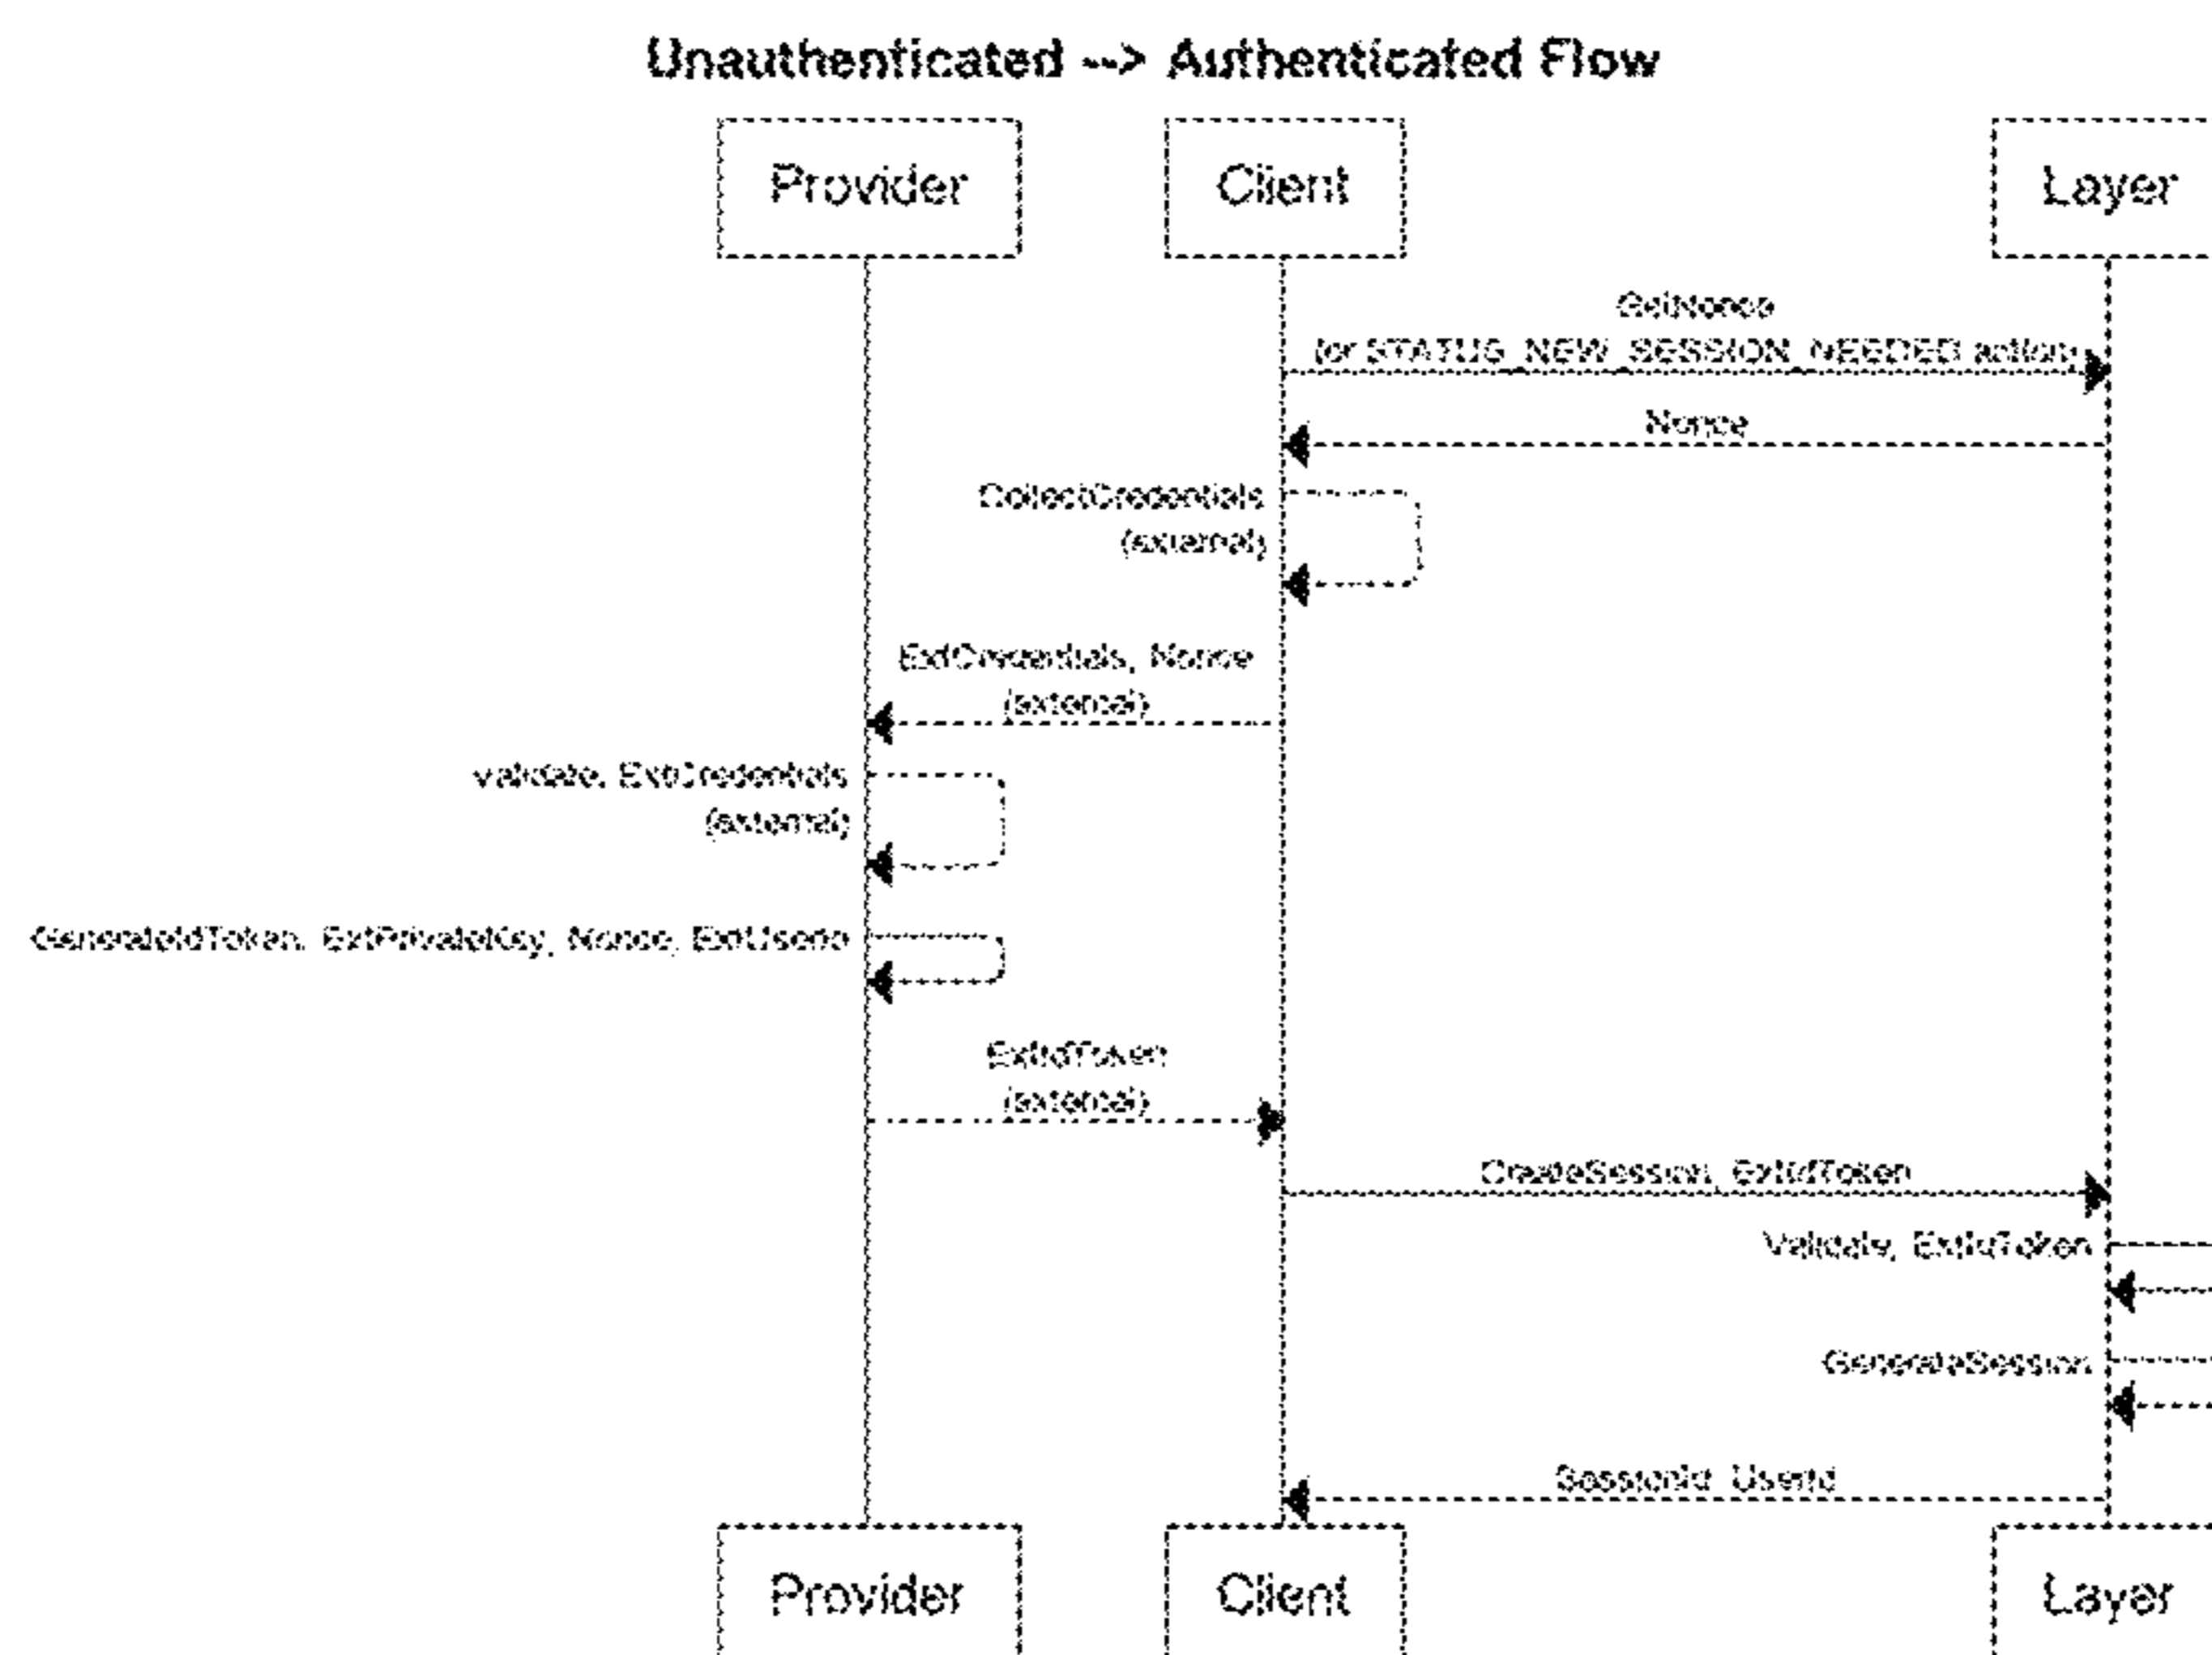 Unauthenticated --> Authenticated Flow
Provider
Client
Layer
GetNonce
(or STATUS_NEW_SESSION_NEEDED action)
Nonce
CollectCredentials
(external)
ExtCredentials, Nonce
(external)
validate, ExtCredentials
(external)
GenerateIdToken, ExtPrivateKey, Nonce, ExtUserID
ExtIdToken
(external)
CreateSession, ExtIdToken
Validate, ExtIdToken
GenerateSession
SessionId, UserId
Provider
Client
Layer